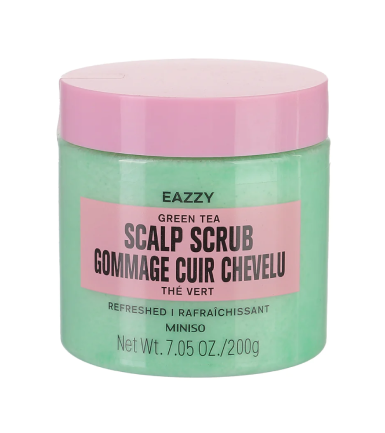 EAZZY
GREEN TEA
SCALP SCRUB
GOMMAGE CUIR CHEVELU
THÉ VERT
REFRESHED I RAFRAÎCHISSANT
MINISO
Net Wt. 7.05 OZ./200g